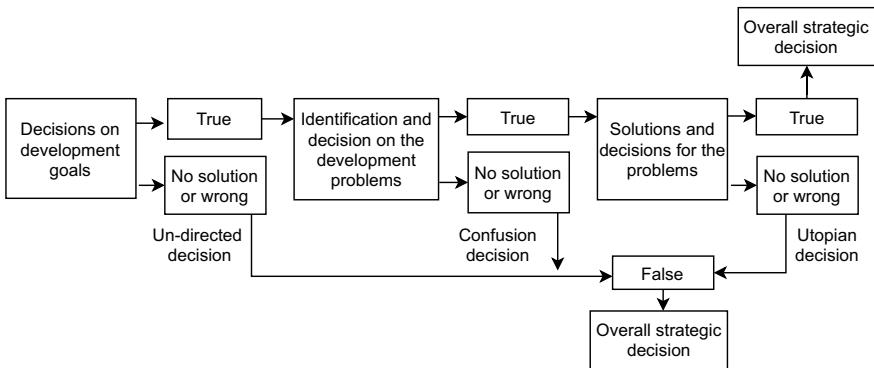 Overall strategic
decision
Decisions on
development
goals
True
No solution
or wrong
Un-directed
decision
Identification and
decision on the
development
problems
True
No solution
or wrong
Confusion
decision
Solutions and
decisions for the
problems
True
No solution
or wrong
Utopian
decision
False
Overall strategic
decision